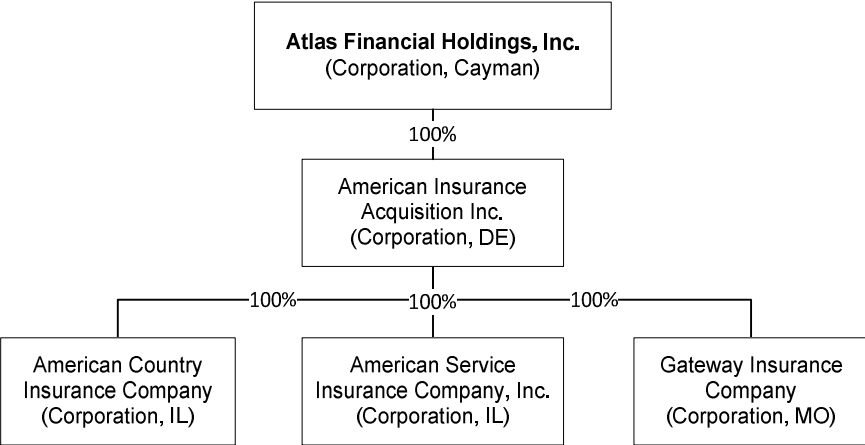 Atlas Financial Holdings, Inc.
(Corporation, Cayman)
100%
American Insurance
Acquisition Inc.
(Corporation, DE)
100%
100%
100%
American Country
Insurance Company
(Corporation, IL)
American Service
Insurance Company, Inc.
(Corporation, IL)
Gateway Insurance
Company
(Corporation, MO)